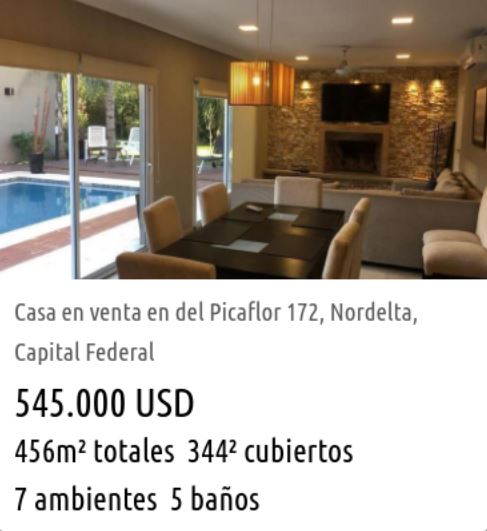 Casa en venta en del Picaflor 172, Nordelta,
Capital Federal
545.000 USD
456m² totales 344² cubiertos
7 ambientes 5 baños